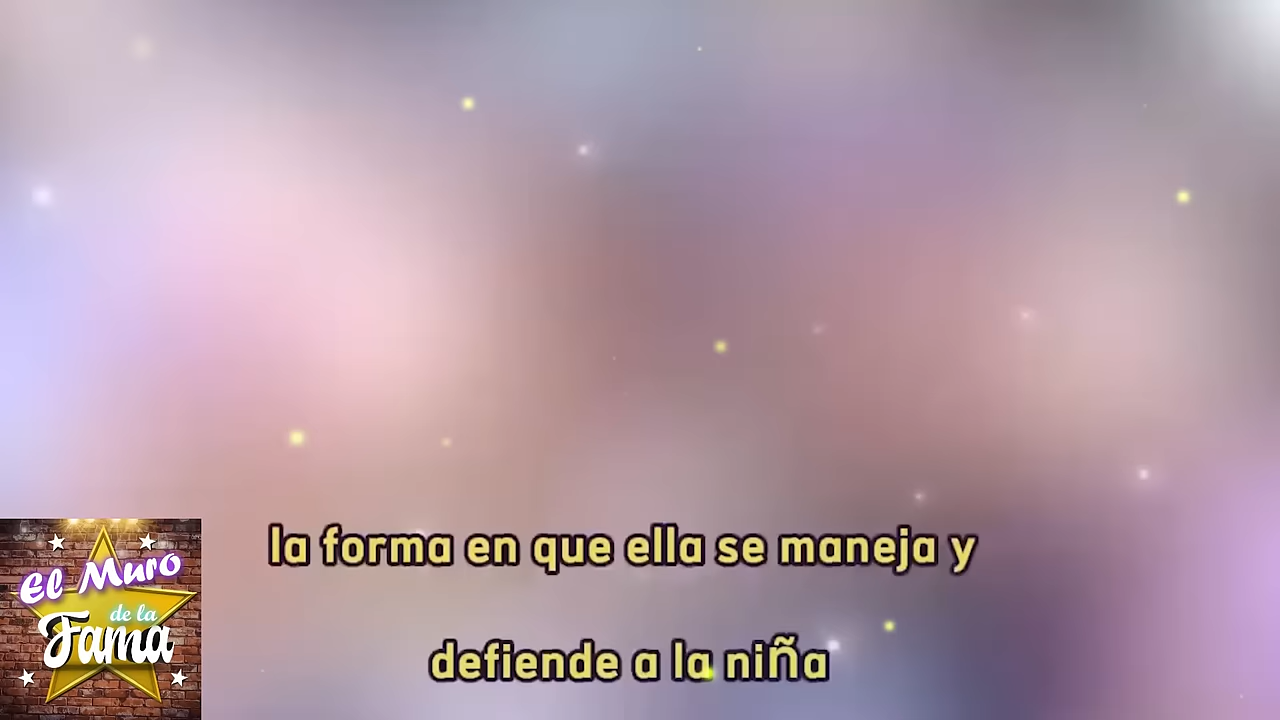 la forma en que ella se maneja y
defiende a la niña
El Muro
de la
Fama